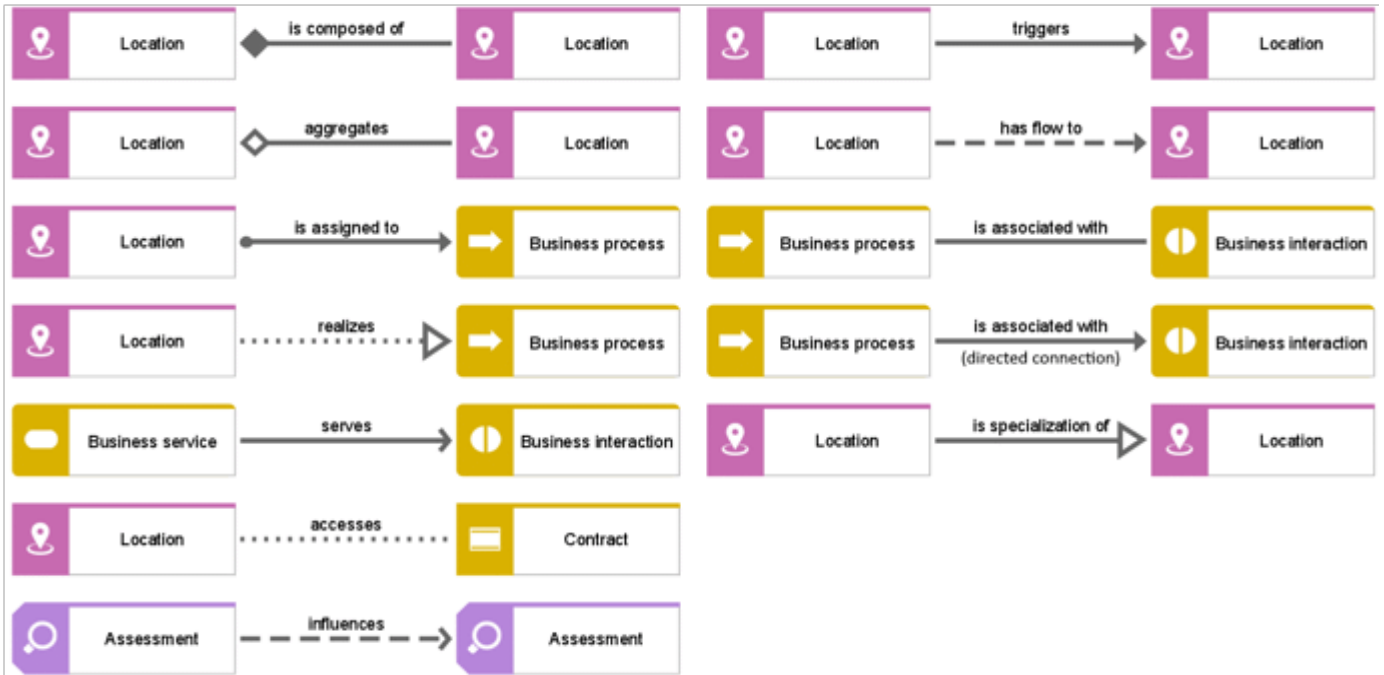 Location is composed of Location
Location triggers Location
Location aggregates Location
Location has flow to Location
Location is assigned to Business process
Business process is associated with Business interaction
Location realizes Business process
Business process is associated with Business interaction
(directed connection)
Business service serves Business interaction
Location is specialization of Location
Location accesses Contract
Assessment influences Assessment